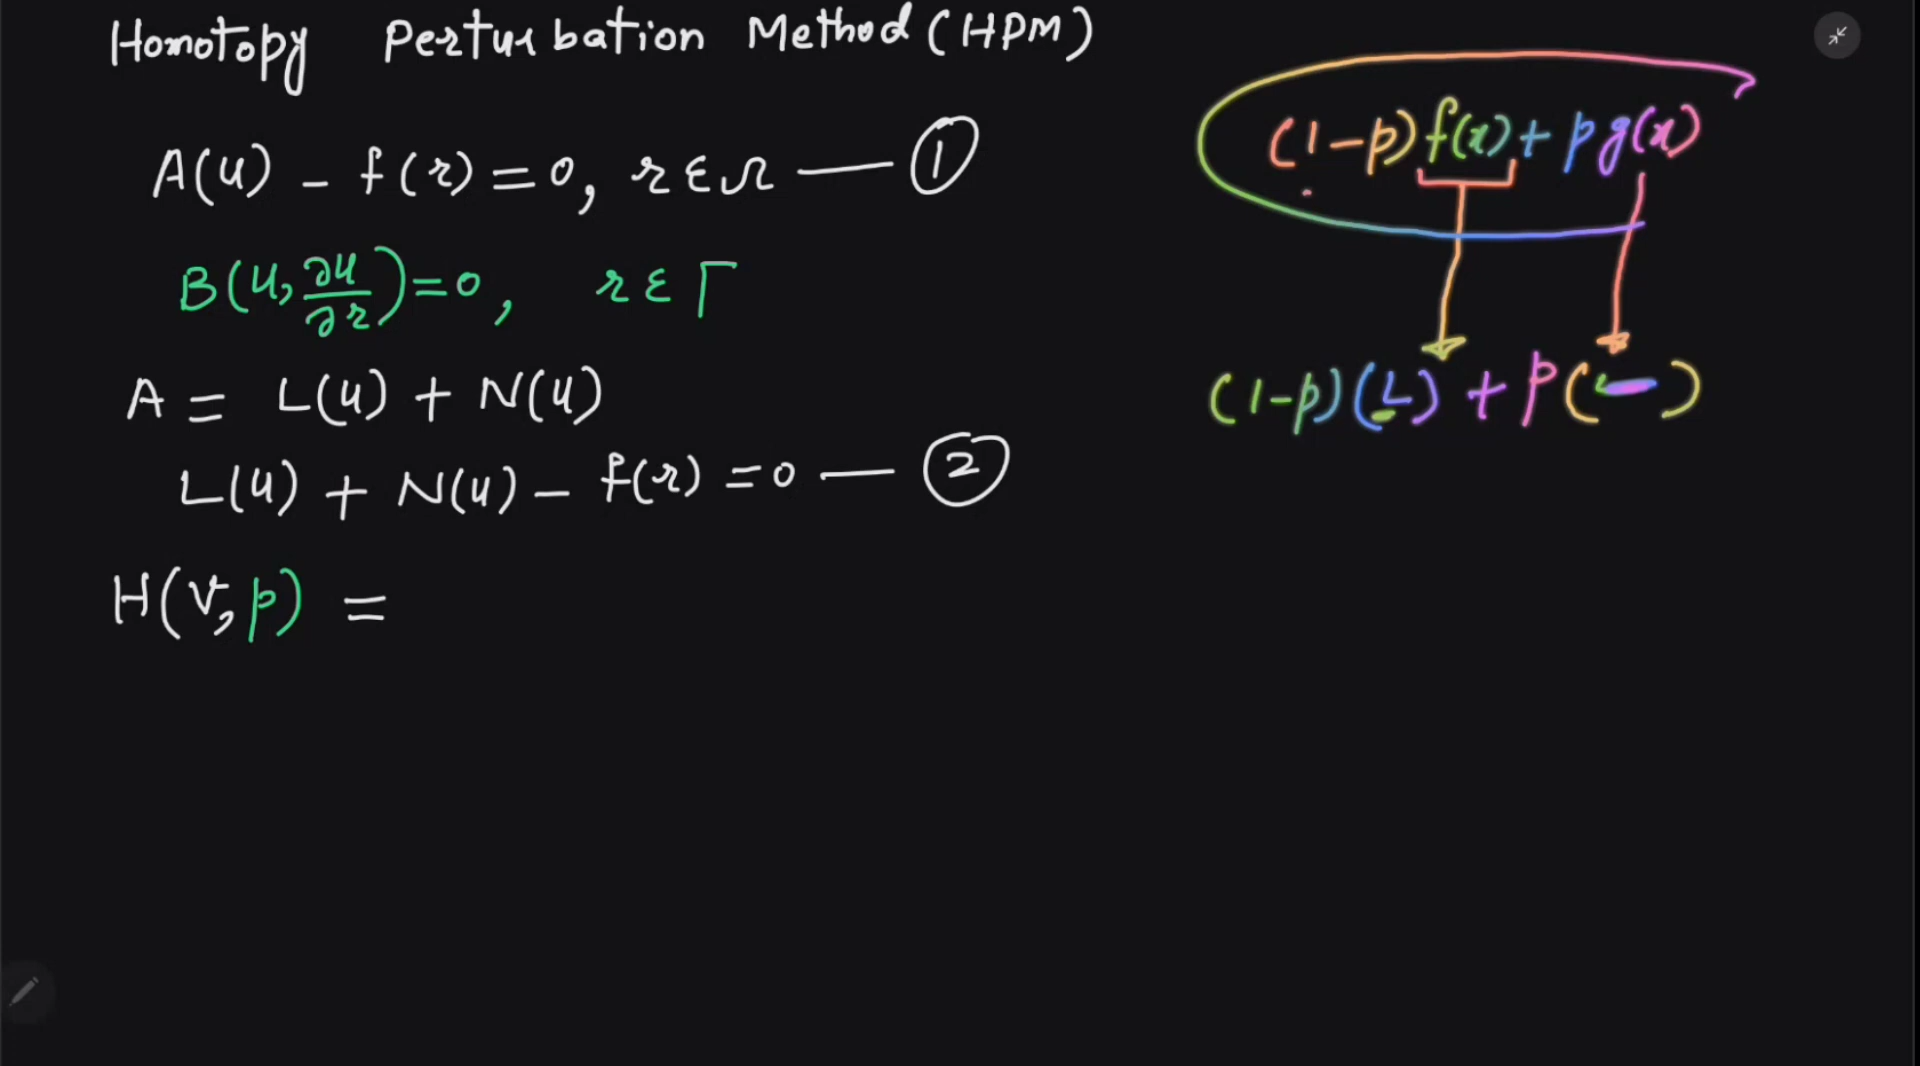 Homotopy Perturbation Method (HPM)
A(u) - f(r) = 0, r ∈ Ω — ①
B(u, ∂u/∂r) = 0, r ∈ Γ
A = L(u) + N(u)
L(u) + N(u) - f(r) = 0 — ②
H(v, p) =
(1-p) f(x) + p g(x)
(1-p)(L) + p( )